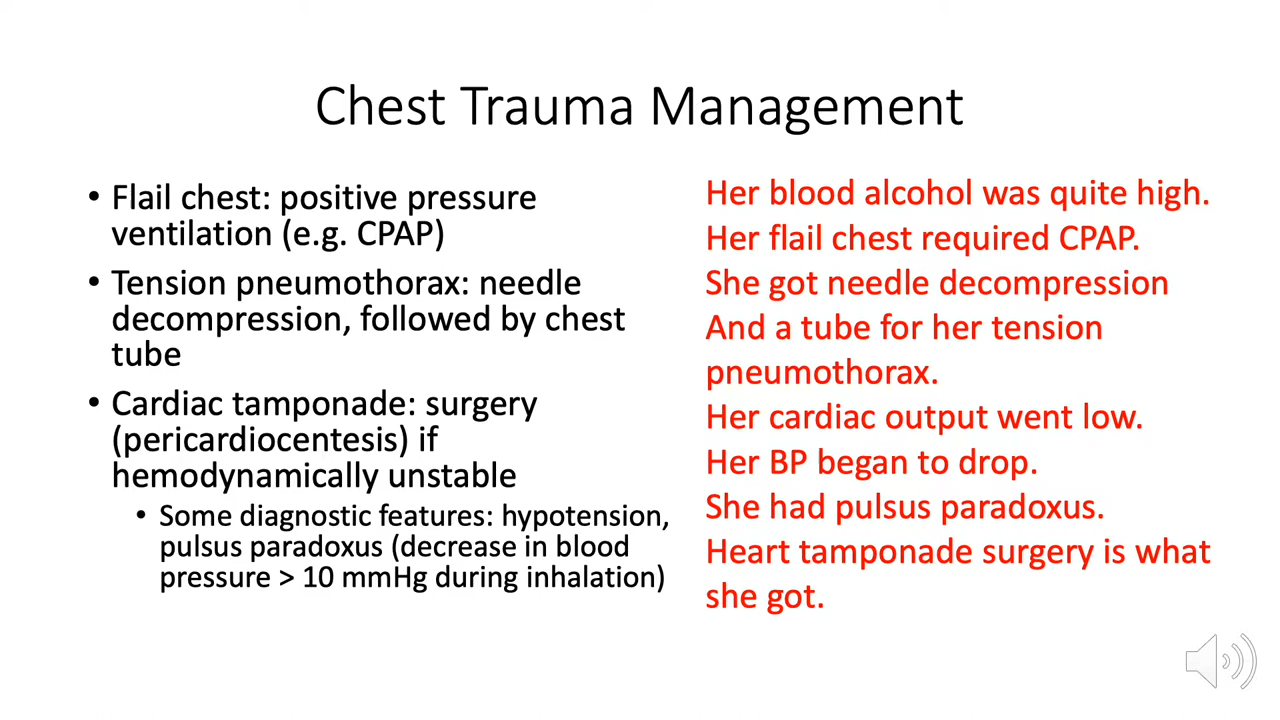 Chest Trauma Management
• Flail chest: positive pressure
ventilation (e.g. CPAP)
• Tension pneumothorax: needle
decompression, followed by chest
tube
• Cardiac tamponade: surgery
(pericardiocentesis) if
hemodynamically unstable
• Some diagnostic features: hypotension,
pulsus paradoxus (decrease in blood
pressure > 10 mmHg during inhalation)
Her blood alcohol was quite high.
Her flail chest required CPAP.
She got needle decompression
And a tube for her tension
pneumothorax.
Her cardiac output went low.
Her BP began to drop.
She had pulsus paradoxus.
Heart tamponade surgery is what
she got.